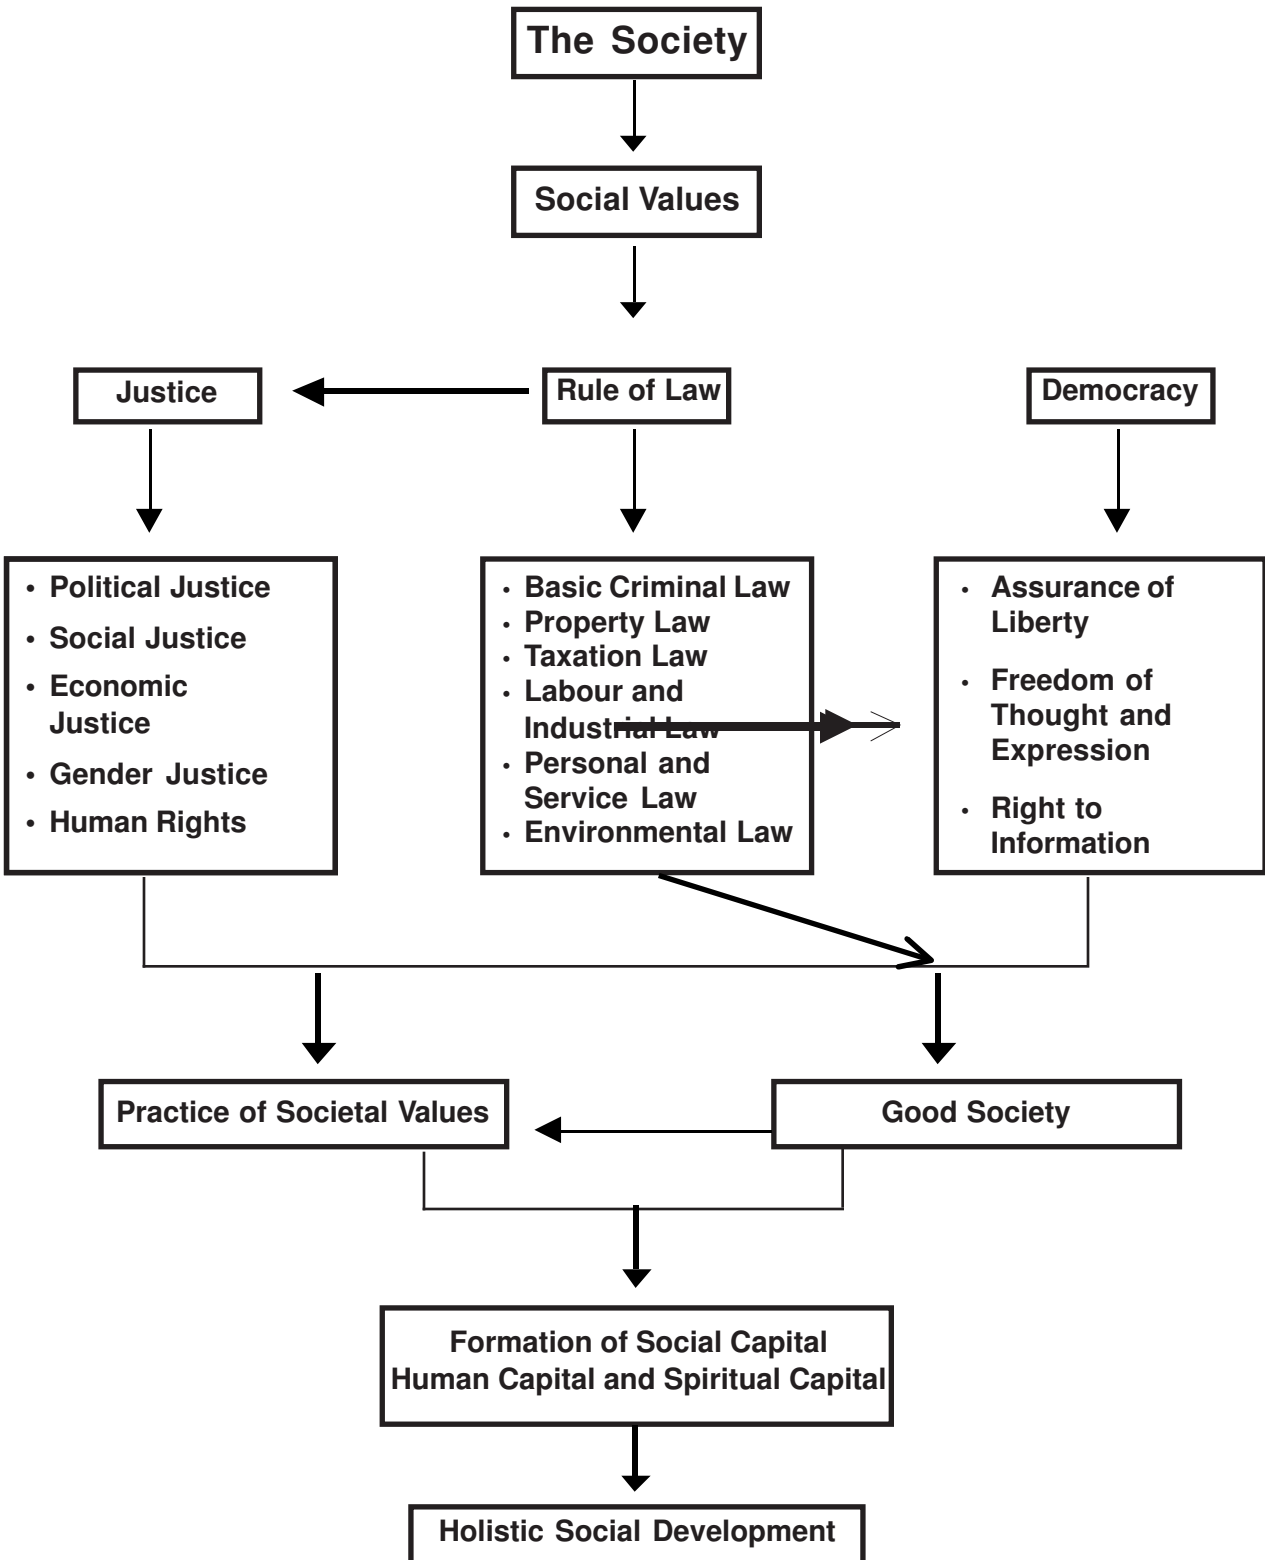 The Society
Social Values
Justice
Rule of Law
Democracy
• Political Justice
• Social Justice
• Economic
Justice
• Gender Justice
• Human Rights
• Basic Criminal Law
• Property Law
• Taxation Law
• Labour and
Industrial Law
• Personal and
Service Law
• Environmental Law
• Assurance of
Liberty
• Freedom of
Thought and
Expression
• Right to
Information
Practice of Societal Values
Good Society
Formation of Social Capital
Human Capital and Spiritual Capital
Holistic Social Development